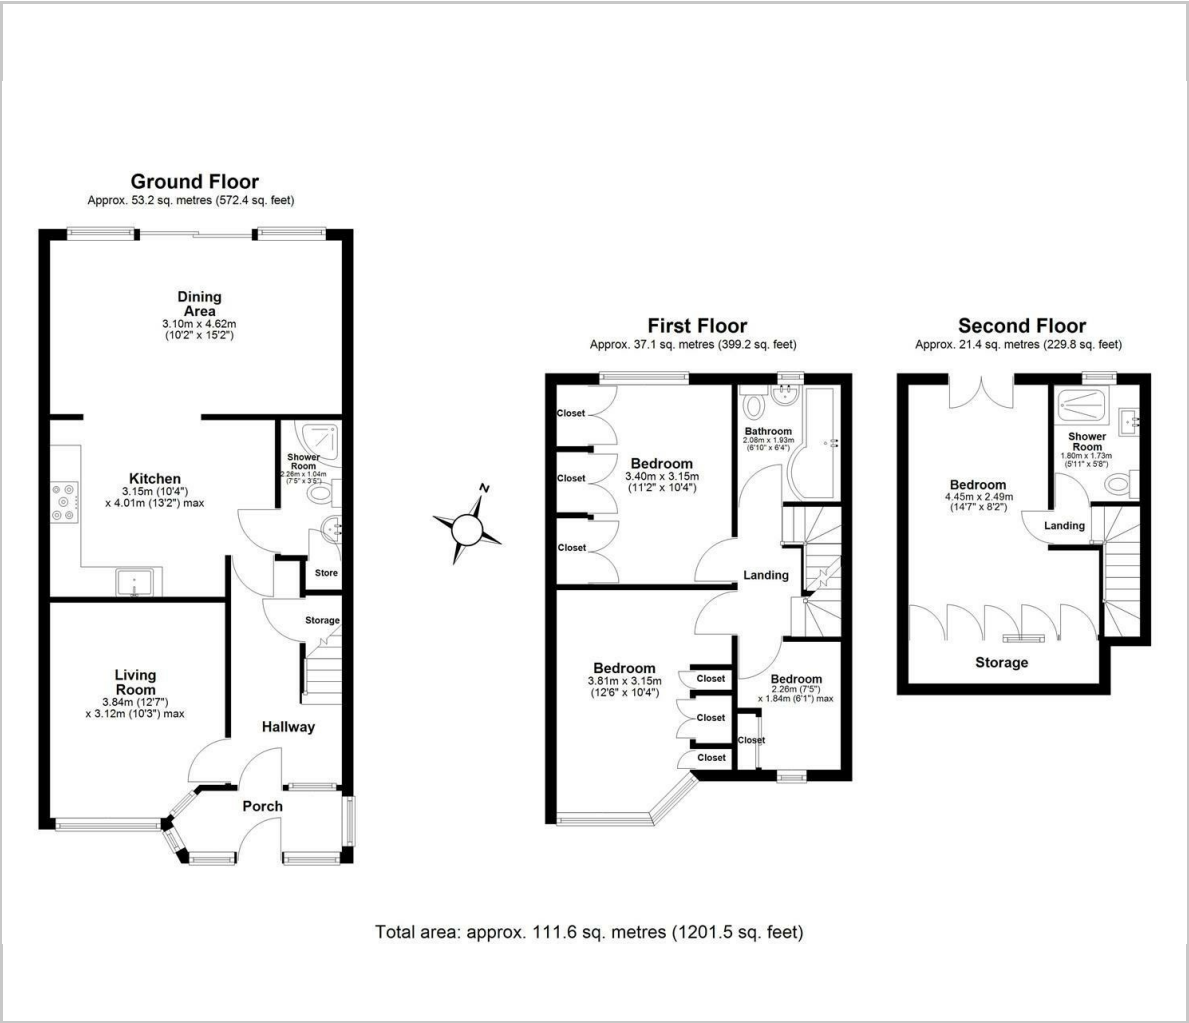 Ground Floor
Approx. 53.2 sq. metres (572.4 sq. feet)
Dining
Area
3.10m x 4.62m
(10'2" x 15'2")
Kitchen
3.15m (10'4")
x 4.01m (13'2") max
Shower
Room
2.26m x 1.04m
(7'5" x 3'5")
Store
Storage
Living
Room
3.84m (12'7")
x 3.12m (10'3") max
Hallway
Porch
N
First Floor
Approx. 37.1 sq. metres (399.2 sq. feet)
Closet
Closet
Closet
Bedroom
3.40m x 3.15m
(11'2" x 10'4")
Bathroom
2.08m x 1.93m
(6'10" x 6'4")
Landing
Bedroom
3.81m x 3.15m
(12'6" x 10'4")
Closet
Closet
Closet
Bedroom
2.26m (7'5")
x 1.84m (6'1") max
Closet
Second Floor
Approx. 21.4 sq. metres (229.8 sq. feet)
Shower
Room
1.80m x 1.73m
(5'11" x 5'8")
Bedroom
4.45m x 2.49m
(14'7" x 8'2")
Landing
Storage
Total area: approx. 111.6 sq. metres (1201.5 sq. feet)